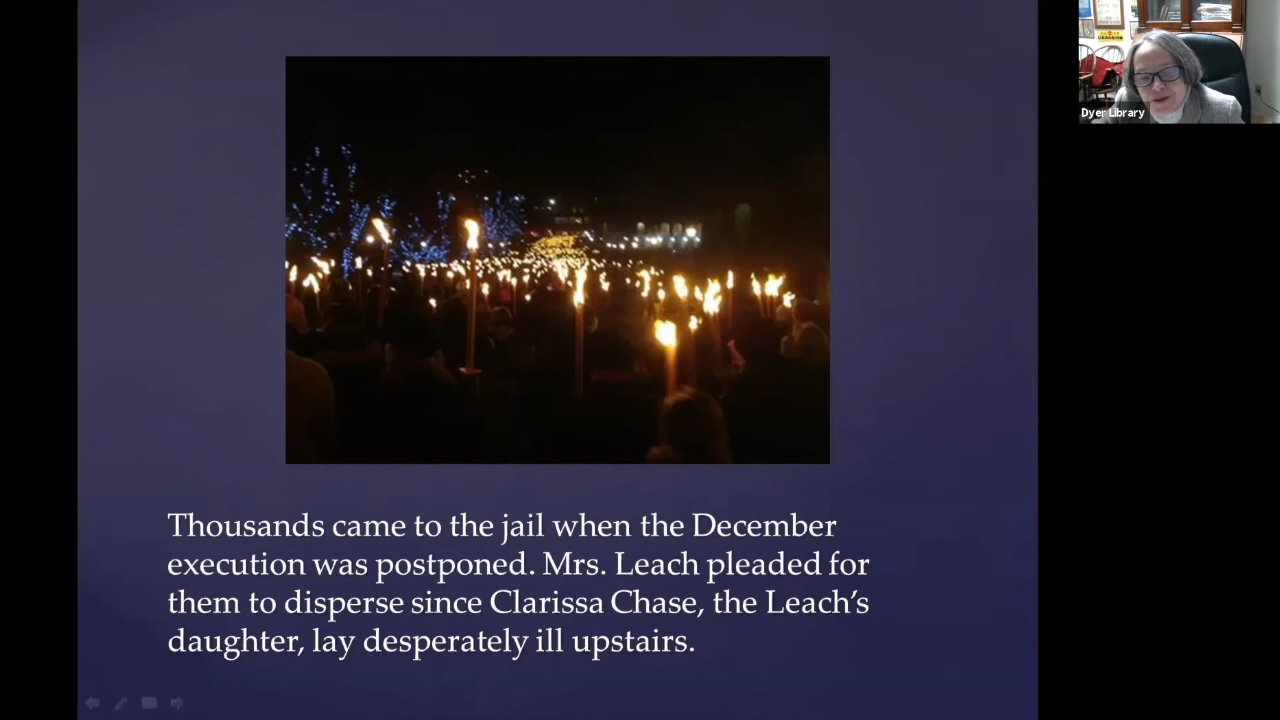 Dyer Library
Thousands came to the jail when the December
execution was postponed. Mrs. Leach pleaded for
them to disperse since Clarissa Chase, the Leach’s
daughter, lay desperately ill upstairs.